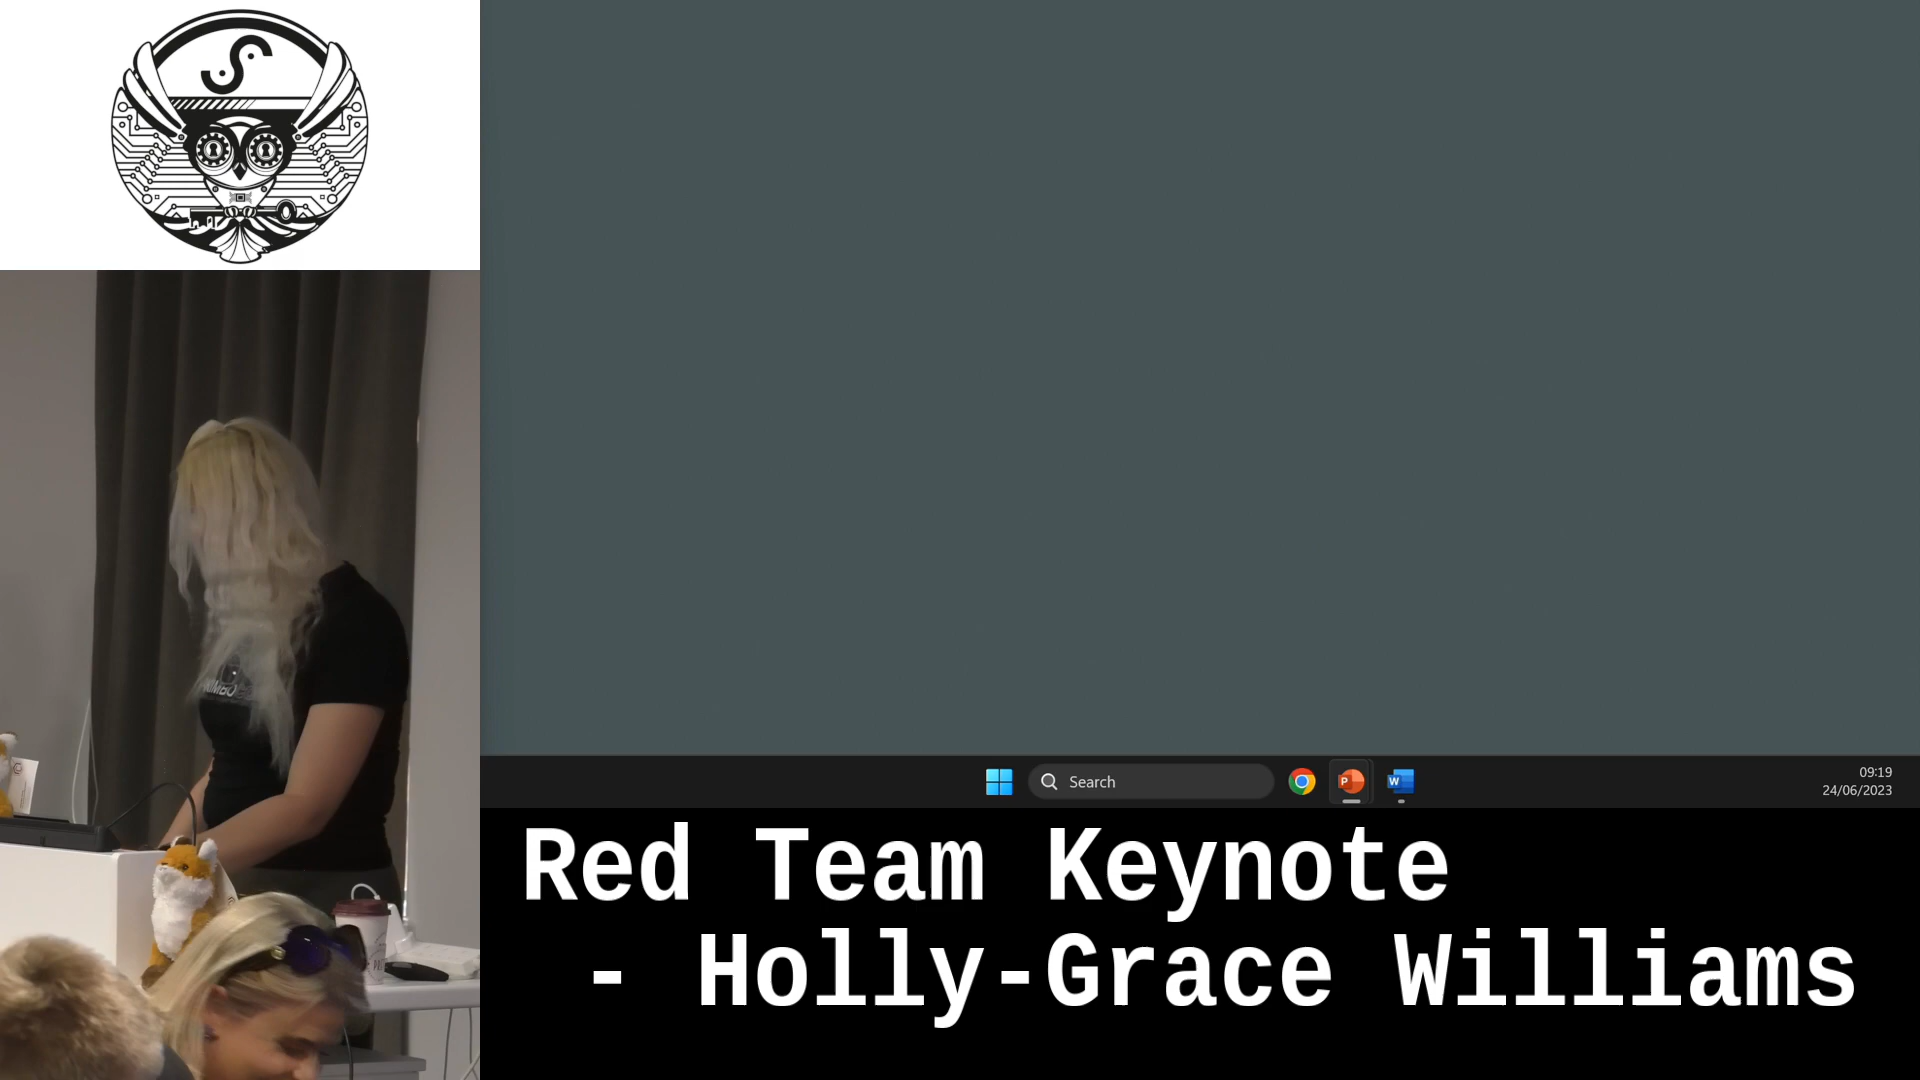 Search
09:19
24/06/2023
Red Team Keynote
- Holly-Grace Williams